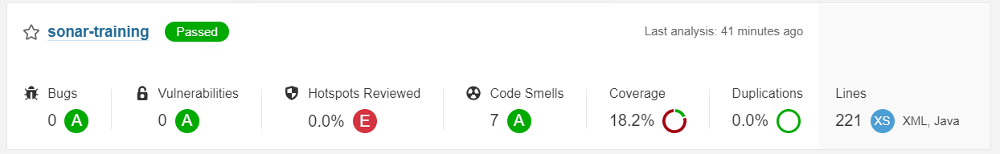 sonar-training Passed Last analysis: 41 minutes ago
Bugs Vulnerabilities Hotspots Reviewed Code Smells Coverage Duplications Lines
0 A 0 A 0.0% E 7 A 18.2% 0.0% 221 XS XML, Java